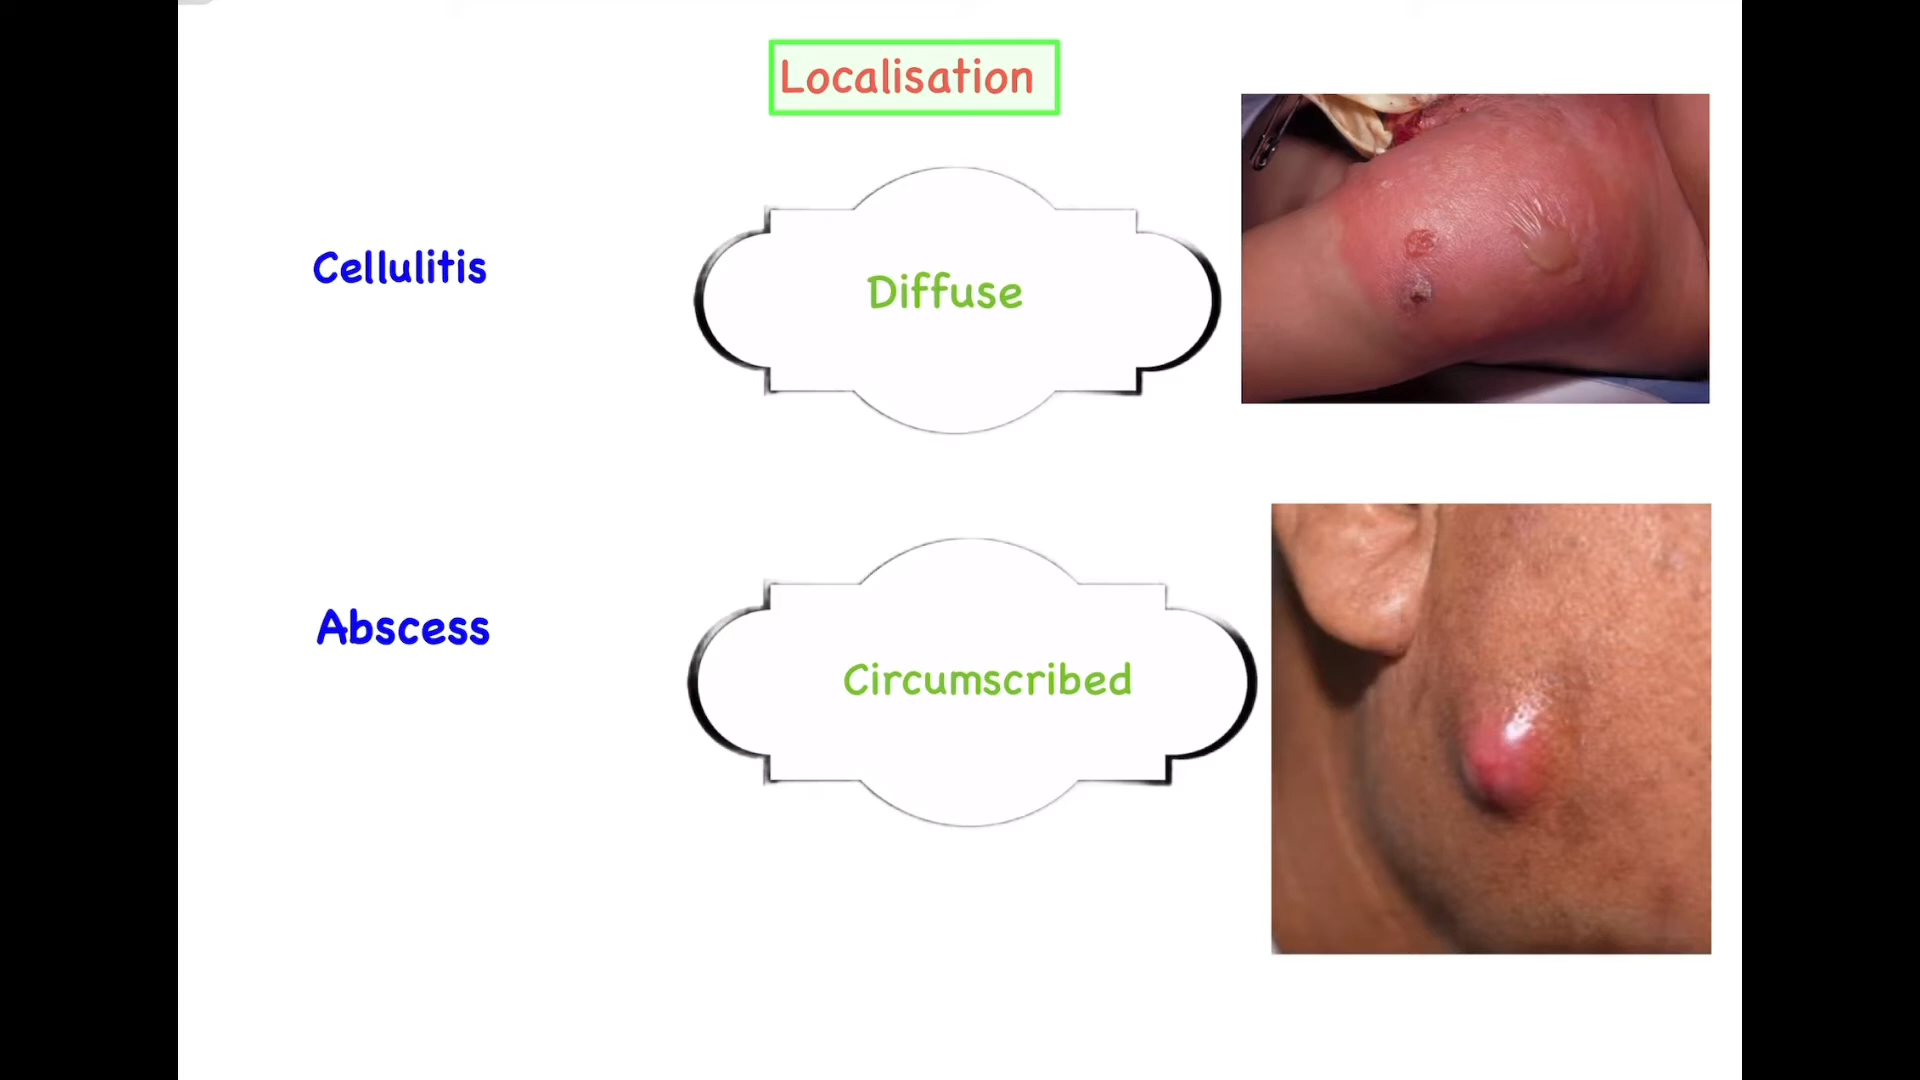 Localisation
Cellulitis
Diffuse
Abscess
Circumscribed